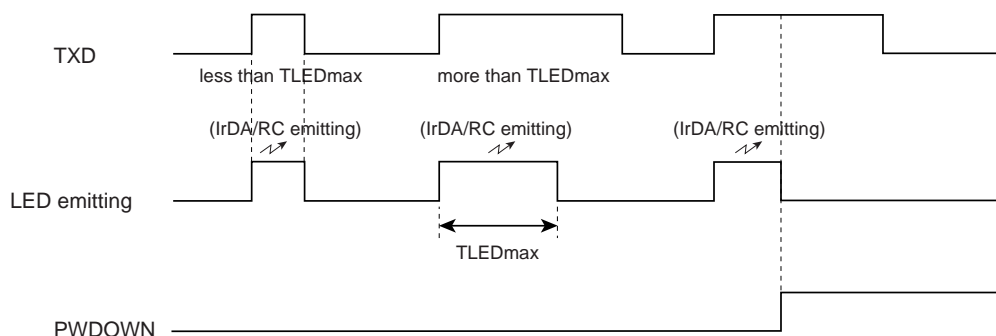 TXD
less than TLEDmax
more than TLEDmax
(IrDA/RC emitting)
(IrDA/RC emitting)
(IrDA/RC emitting)
LED emitting
TLEDmax
PWDOWN